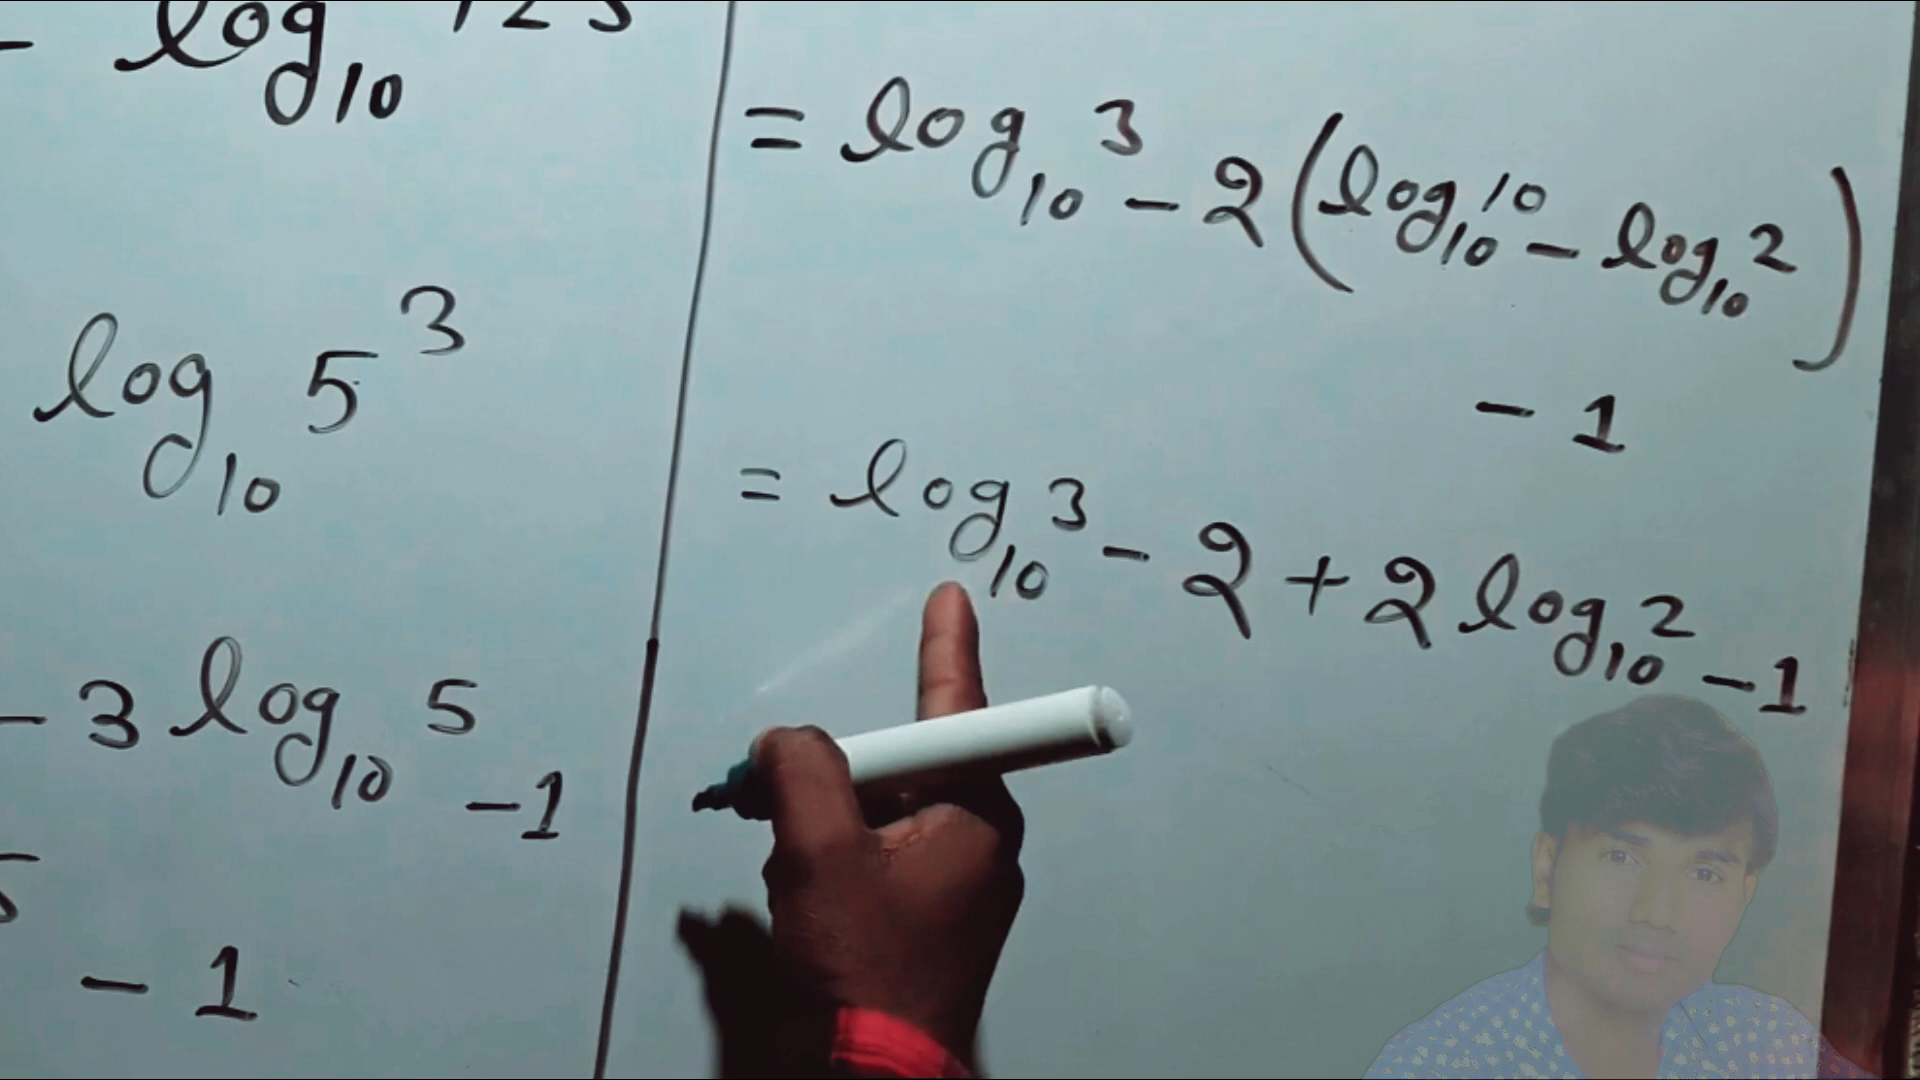 - log₁₀ 125
log₁₀ 5³
- 3 log₁₀ 5 - 1
5
- 1
= log₁₀ 3 - 2 (log₁₀ 10 - log₁₀ 2)
- 1
= log₁₀ 3 - 2 + 2 log₁₀ 2 - 1